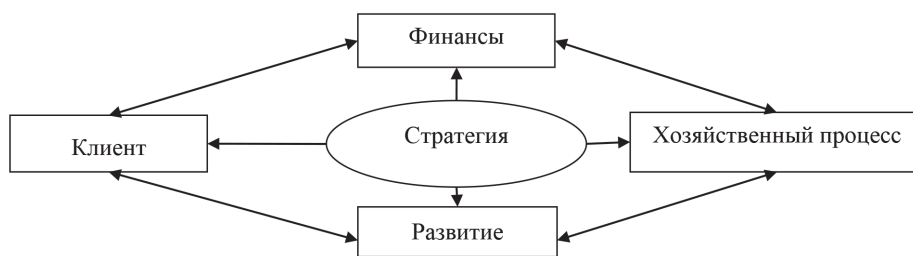 Финансы
Стратегия
Клиент
Хозяйственный процесс
Развитие